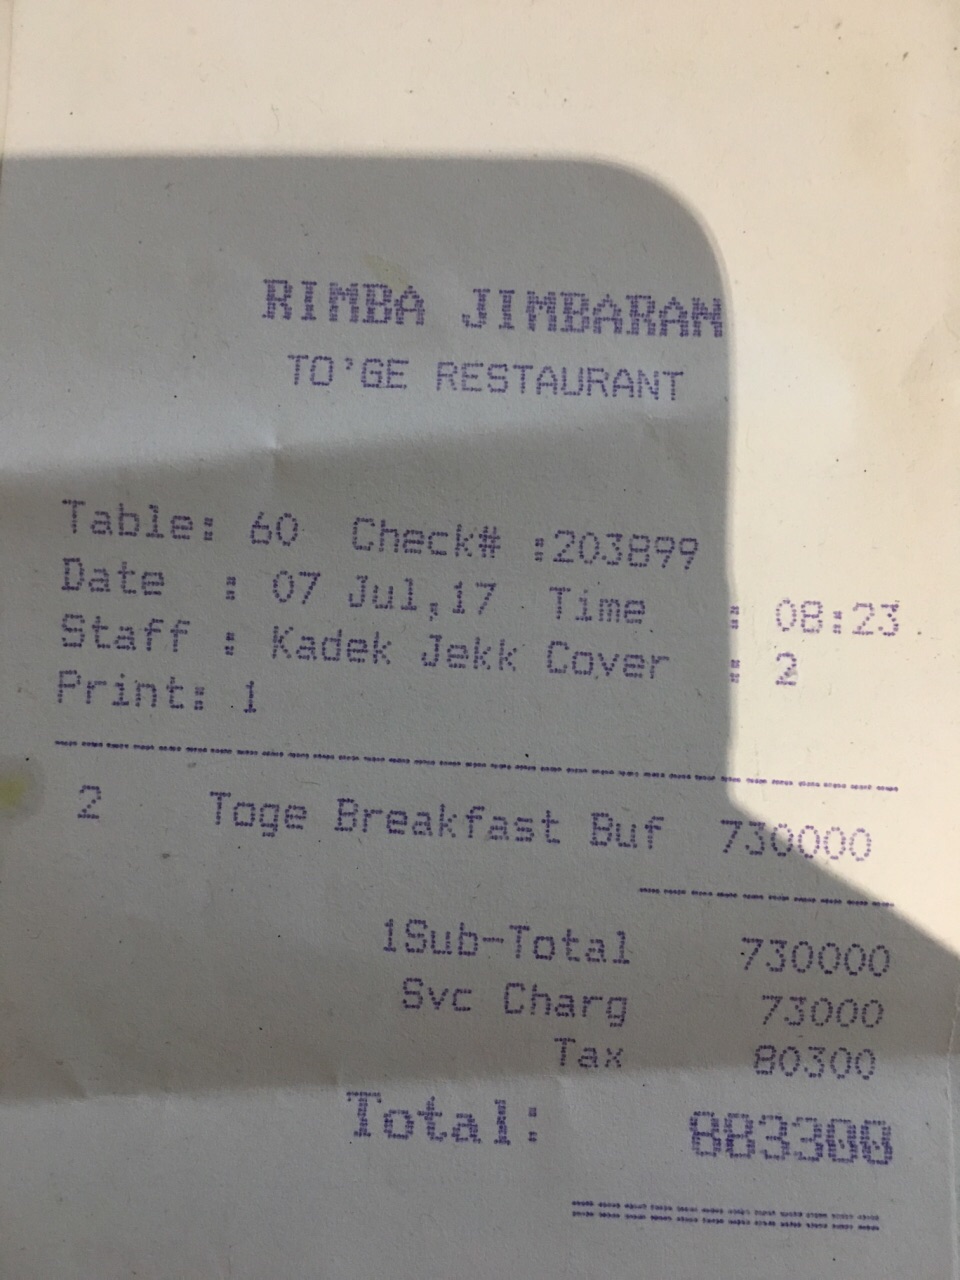 RIMBA JIMBARAN
TO'GE RESTAURANT
Table: 60 Check# :203899
Date : 07 Jul,17 Time : 08:23
Staff : Kadek Jekk Cover : 2
Print: 1
2 Toge Breakfast Buf 730000
1Sub-Total 730000
Svc Charg 73000
Tax 80300
Total: 883300